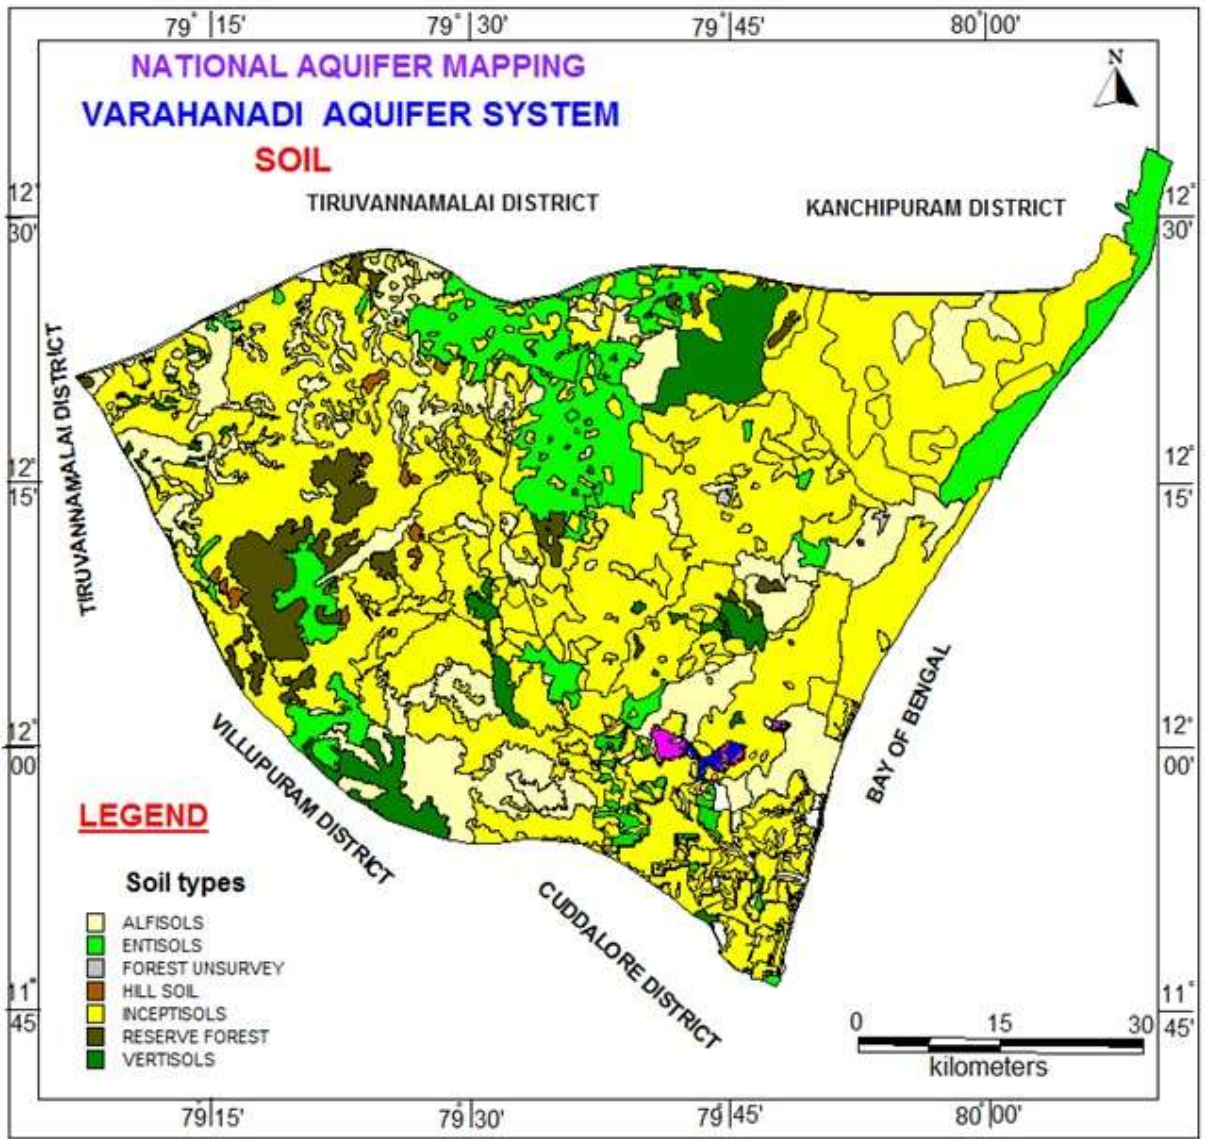 79° 15' 79° 30' 79° 45' 80° 00'
NATIONAL AQUIFER MAPPING
N
VARAHANADI AQUIFER SYSTEM
SOIL
12° 30'
TIRUVANNAMALAI DISTRICT
KANCHIPURAM DISTRICT
12° 30'
TIRUVANNAMALAI DISTRICT
12° 15'
12° 15'
BAY OF BENGAL
12° 00'
VILLUPURAM DISTRICT
12° 00'
LEGEND
CUDDALORE DISTRICT
Soil types
ALFISOLS
ENTISOLS
FOREST UNSURVEY
HILL SOIL
INCEPTISOLS
RESERVE FOREST
VERTISOLS
11° 45'
11° 45'
0 15 30
kilometers
79° 15' 79° 30' 79° 45' 80° 00'